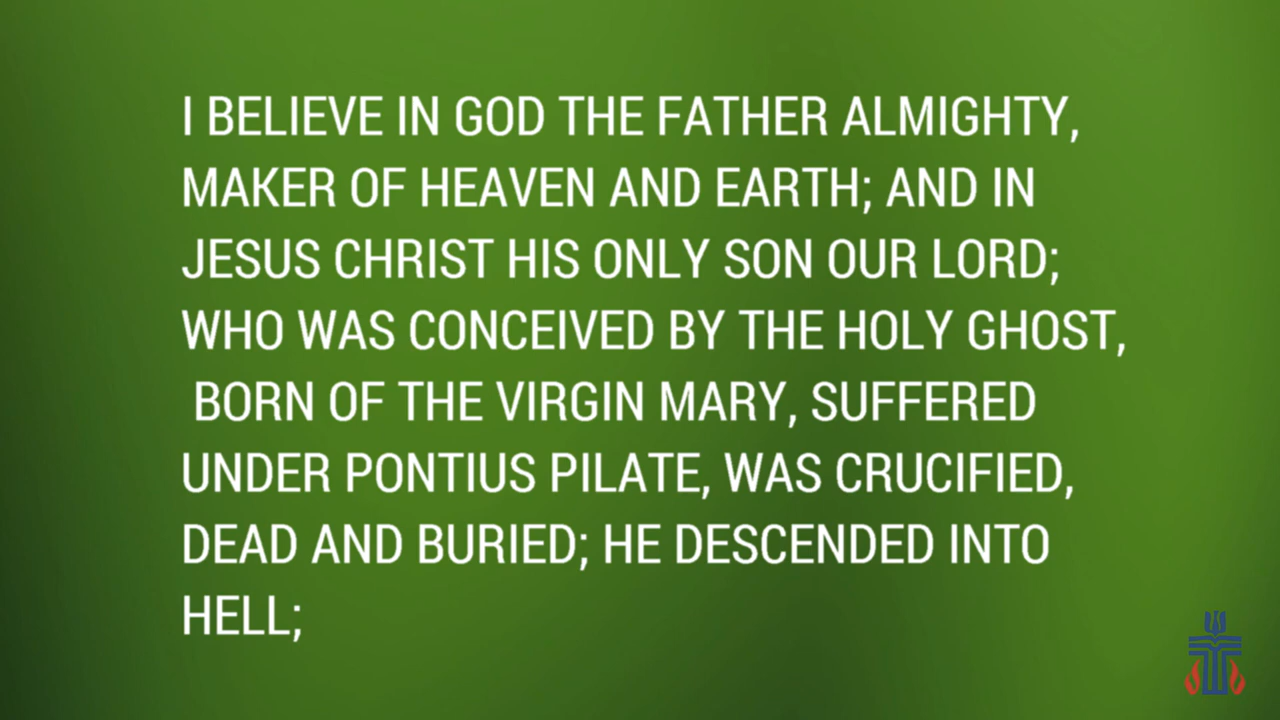 I BELIEVE IN GOD THE FATHER ALMIGHTY,
MAKER OF HEAVEN AND EARTH; AND IN
JESUS CHRIST HIS ONLY SON OUR LORD;
WHO WAS CONCEIVED BY THE HOLY GHOST,
BORN OF THE VIRGIN MARY, SUFFERED
UNDER PONTIUS PILATE, WAS CRUCIFIED,
DEAD AND BURIED; HE DESCENDED INTO
HELL;